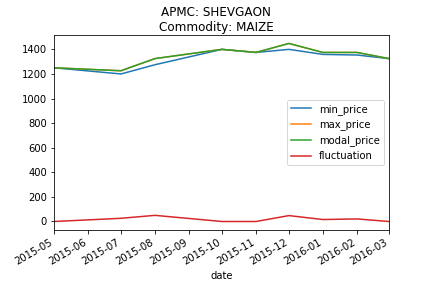 APMC: SHEVGAON
Commodity: MAIZE
1400
1200
1000
800
600
400
200
0
min_price
max_price
modal_price
fluctuation
2015-05
2015-06
2015-07
2015-08
2015-09
2015-10
2015-11
2015-12
2016-01
2016-02
2016-03
date